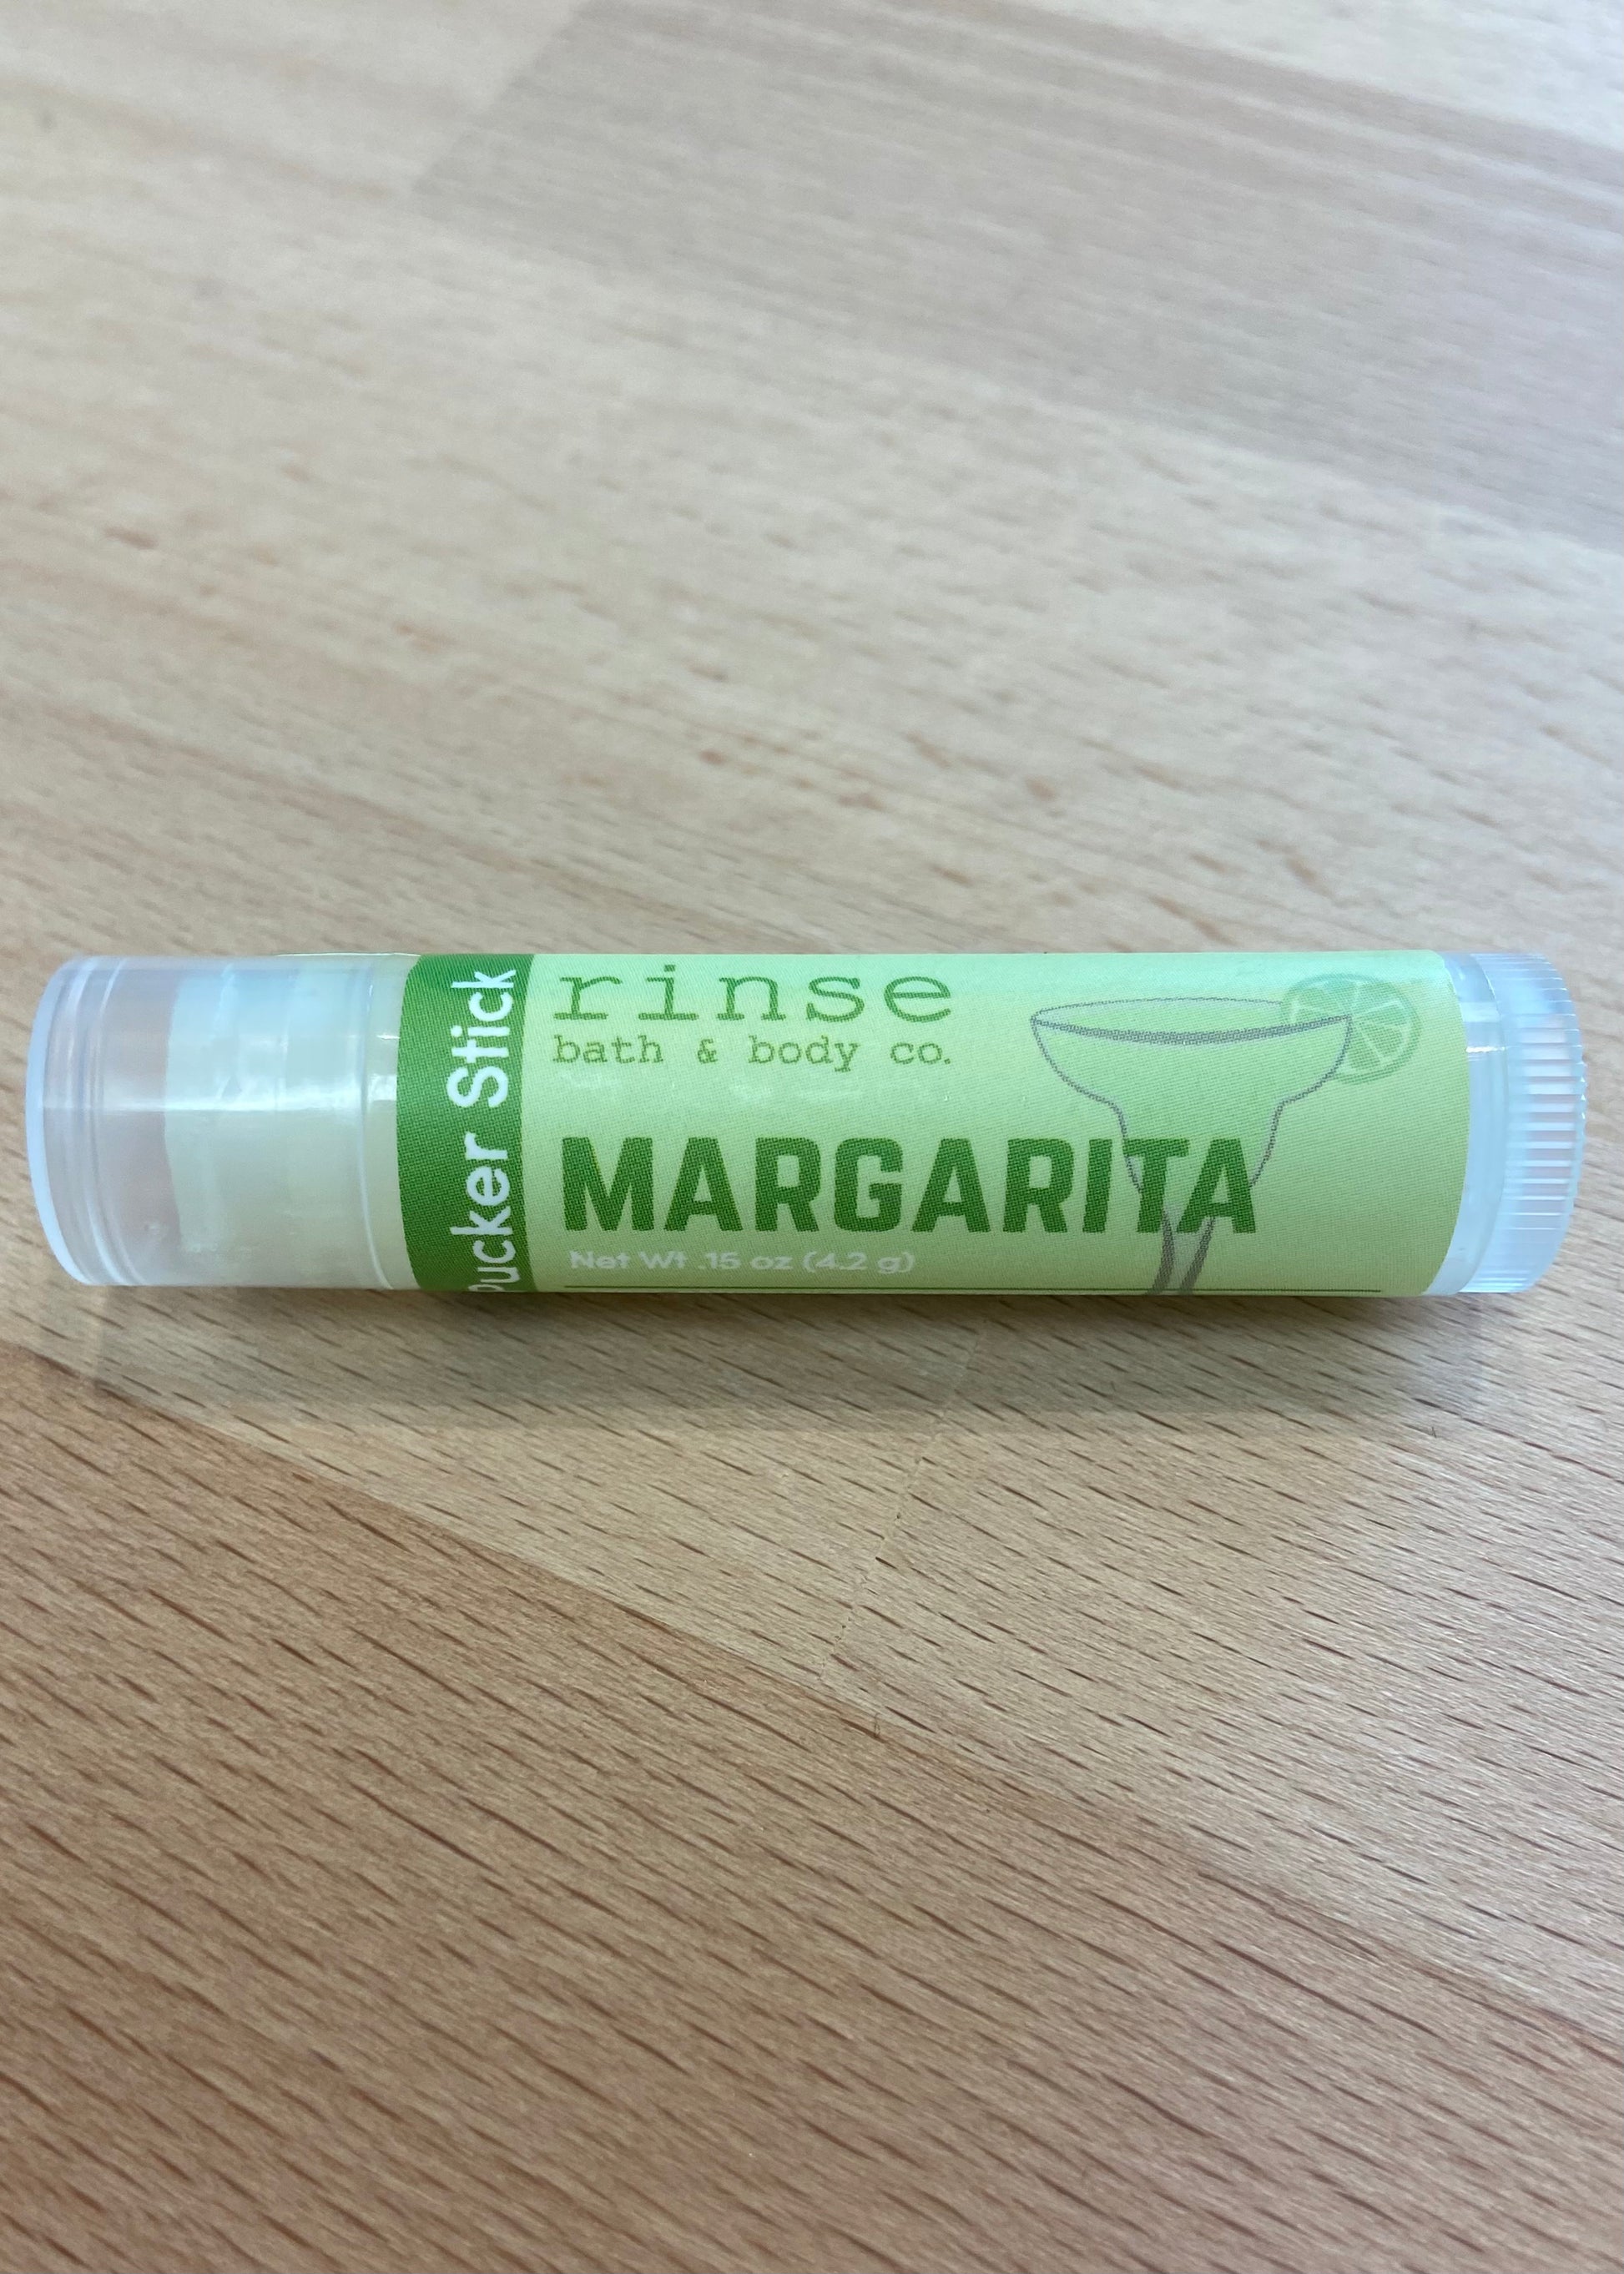 Pucker Stick
rinse
bath & body co.
MARGARITA
Net Wt .15 oz (4.2 g)